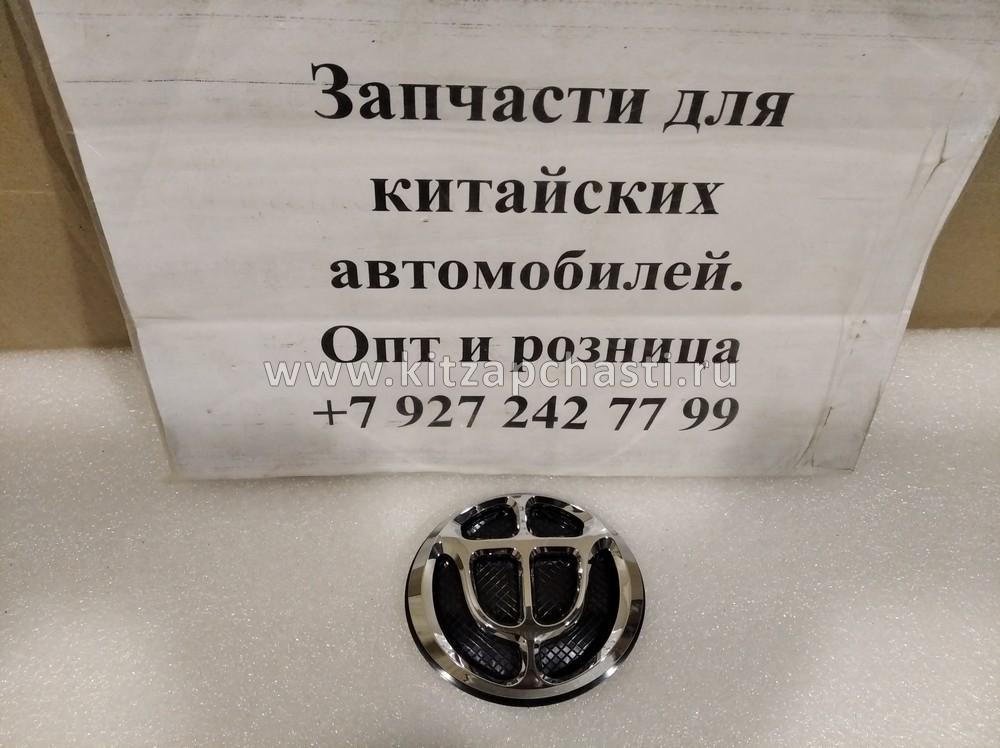 Запчасти для
китайских
автомобилей.
Опт и розница
www.kitzapchasti.ru
+7 927 242 77 99